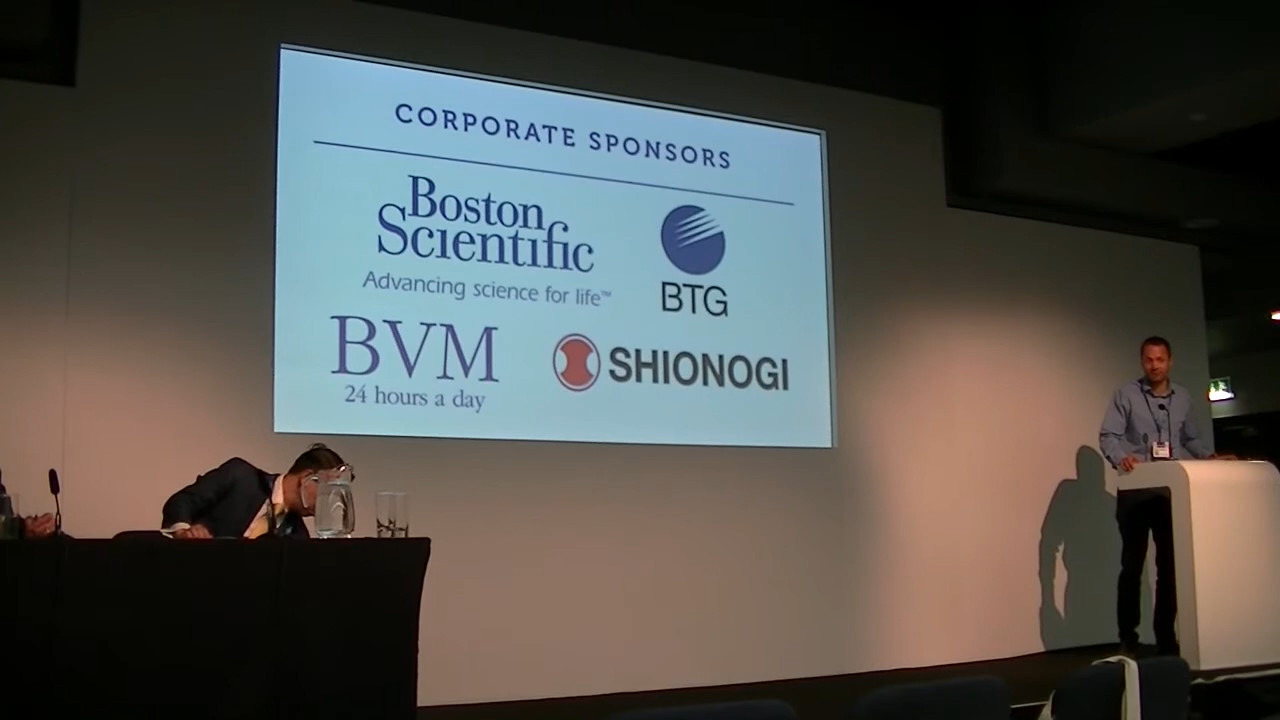 CORPORATE SPONSORS
Boston
Scientific
Advancing science for life™
BTG
BVM
24 hours a day
SHIONOGI